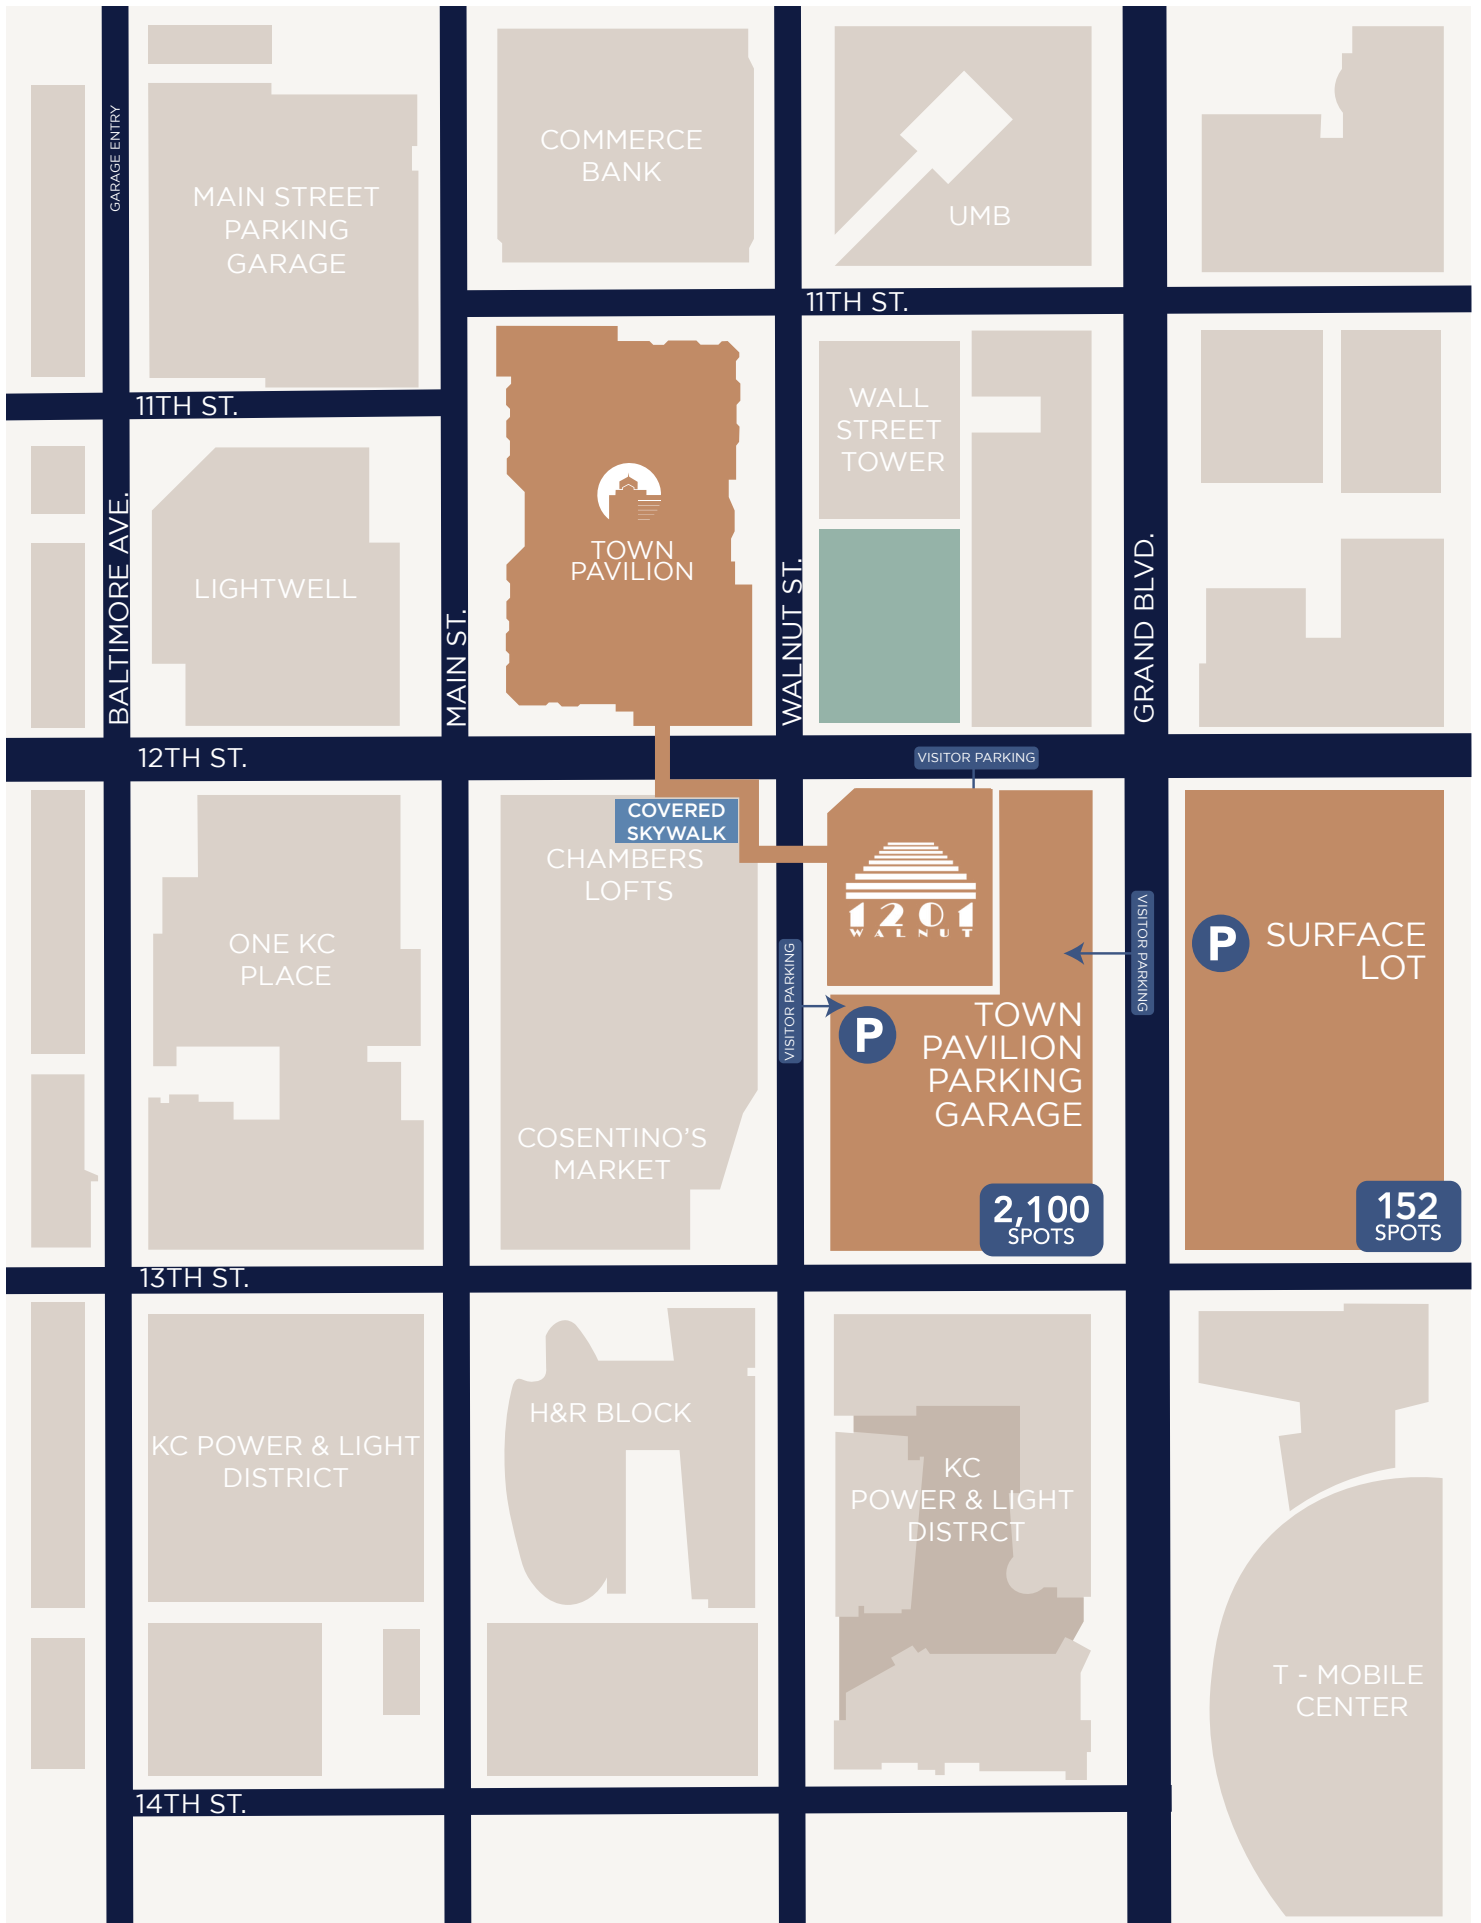 GARAGE ENTRY
MAIN STREET
PARKING
GARAGE
COMMERCE
BANK
UMB
11TH ST.
11TH ST.
WALL
STREET
TOWER
TOWN
PAVILION
LIGHTWELL
BALTIMORE AVE.
MAIN ST.
WALNUT ST.
GRAND BLVD.
12TH ST.
VISITOR PARKING
COVERED
SKYWALK
CHAMBERS
LOFTS
1201
WALNUT
ONE KC
PLACE
VISITOR PARKING
VISITOR PARKING
P
SURFACE
LOT
P
TOWN
PAVILION
PARKING
GARAGE
COSENTINO'S
MARKET
2,100
SPOTS
152
SPOTS
13TH ST.
H&R BLOCK
KC POWER & LIGHT
DISTRICT
KC
POWER & LIGHT
DISTRCT
T - MOBILE
CENTER
14TH ST.